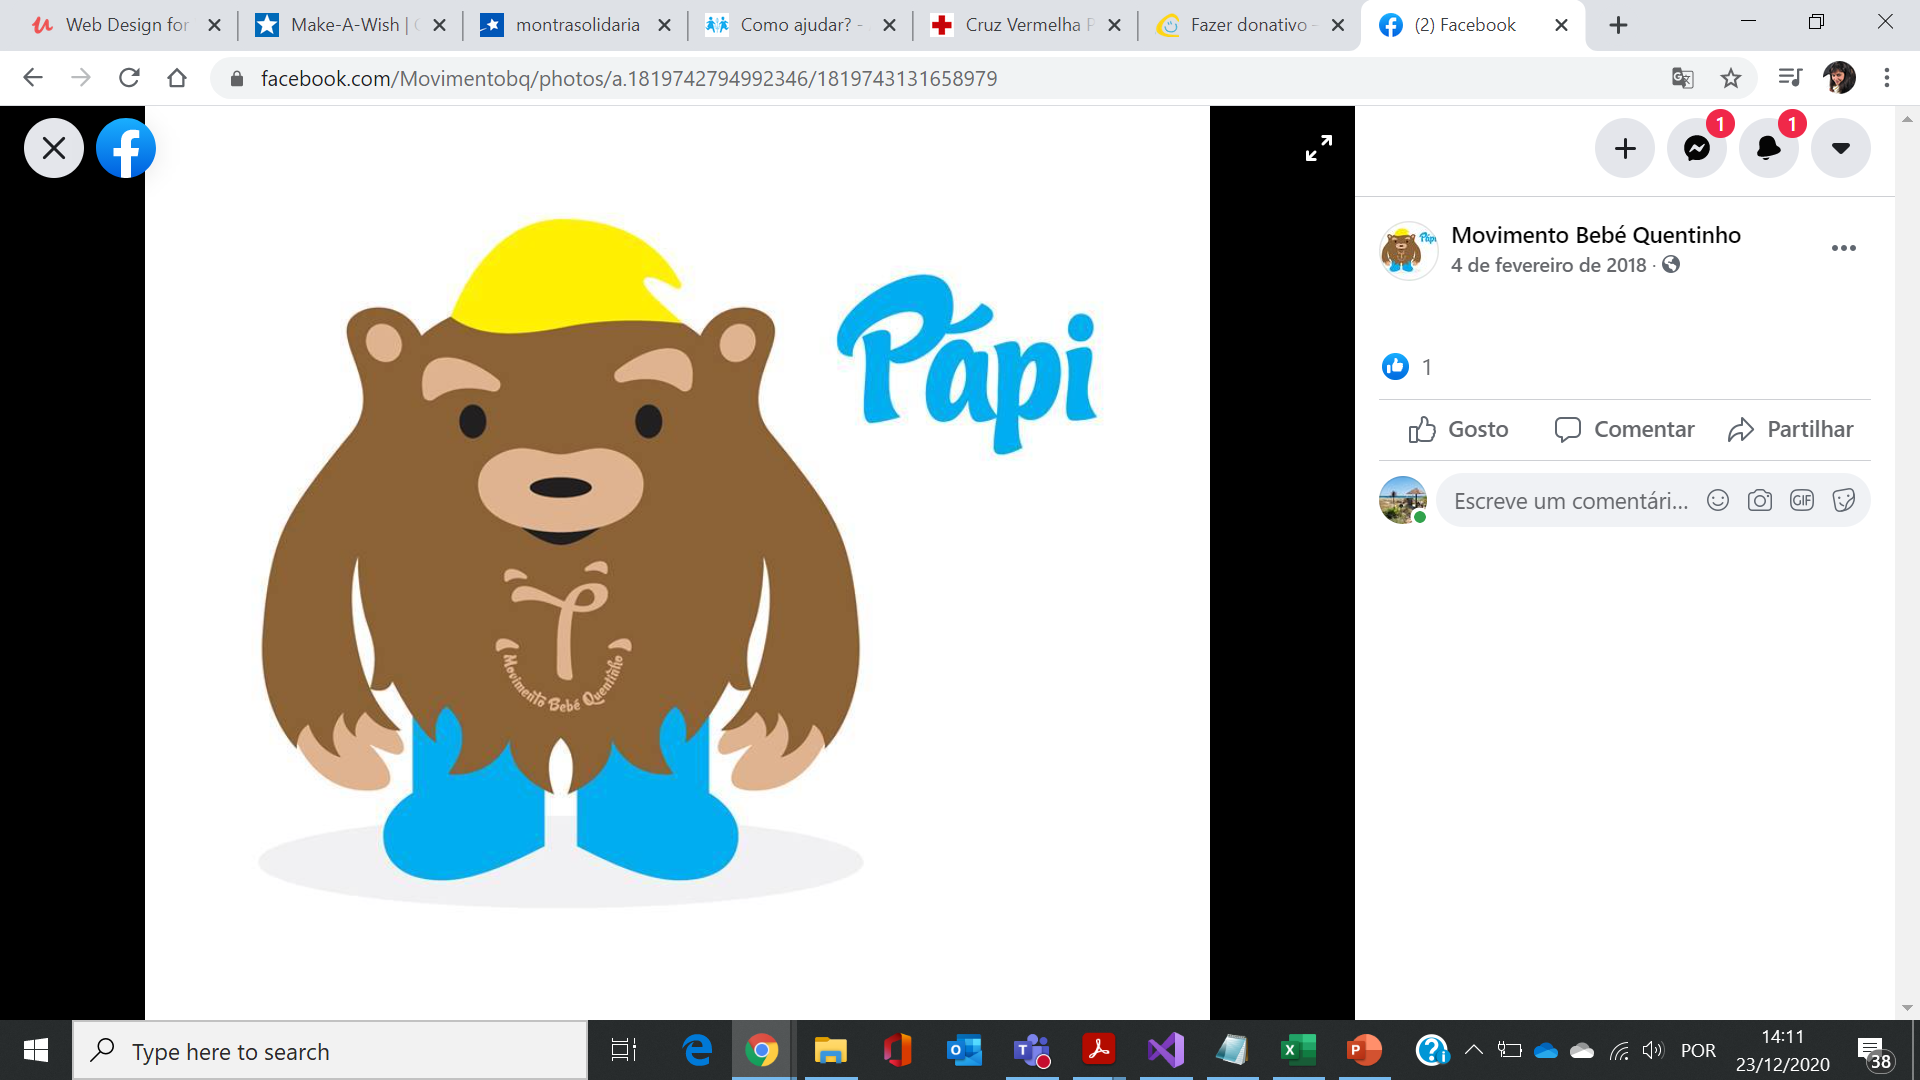 Web Design for
Make-A-Wish |
montrasolidaria
Como ajudar? -
Cruz Vermelha P
Fazer donativo -
(2) Facebook
facebook.com/Movimentobq/photos/a.1819742794992346/1819743131658979
1
1
Pápi
Movimento Bebé Quentinho
Pápi
Movimento Bebé Quentinho
4 de fevereiro de 2018 ·
1
Gosto
Comentar
Partilhar
Escreve um comentári...
GIF
Type here to search
POR
14:11
23/12/2020
38